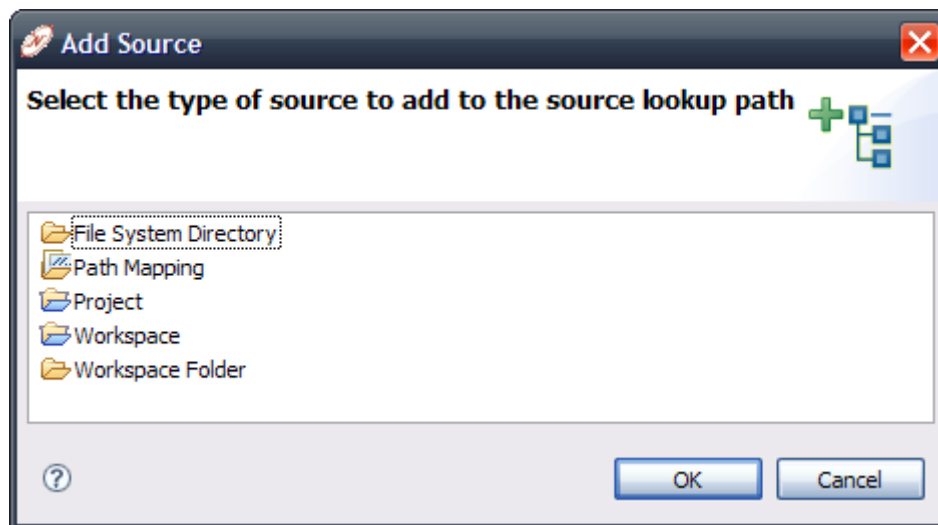 Add Source
Select the type of source to add to the source lookup path
File System Directory
Path Mapping
Project
Workspace
Workspace Folder
?
OK
Cancel